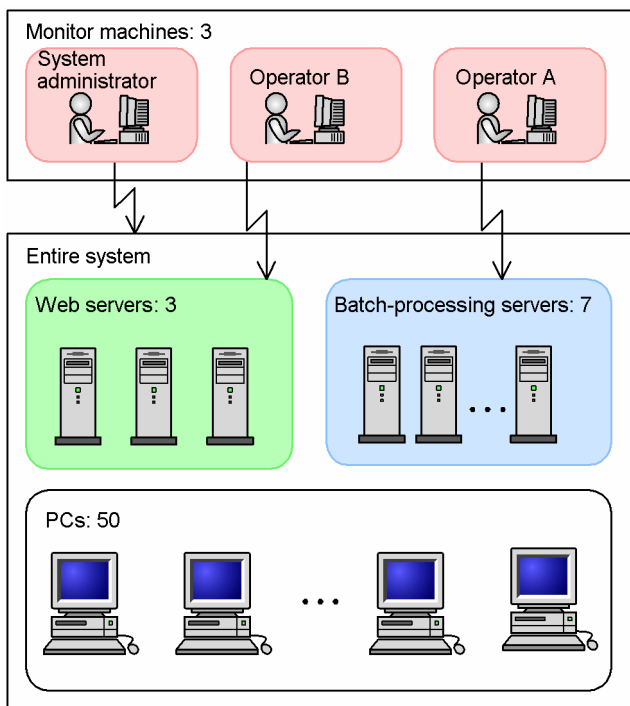 Monitor machines: 3
System
administrator
Operator B
Operator A
Entire system
Web servers: 3
Batch-processing servers: 7
PCs: 50